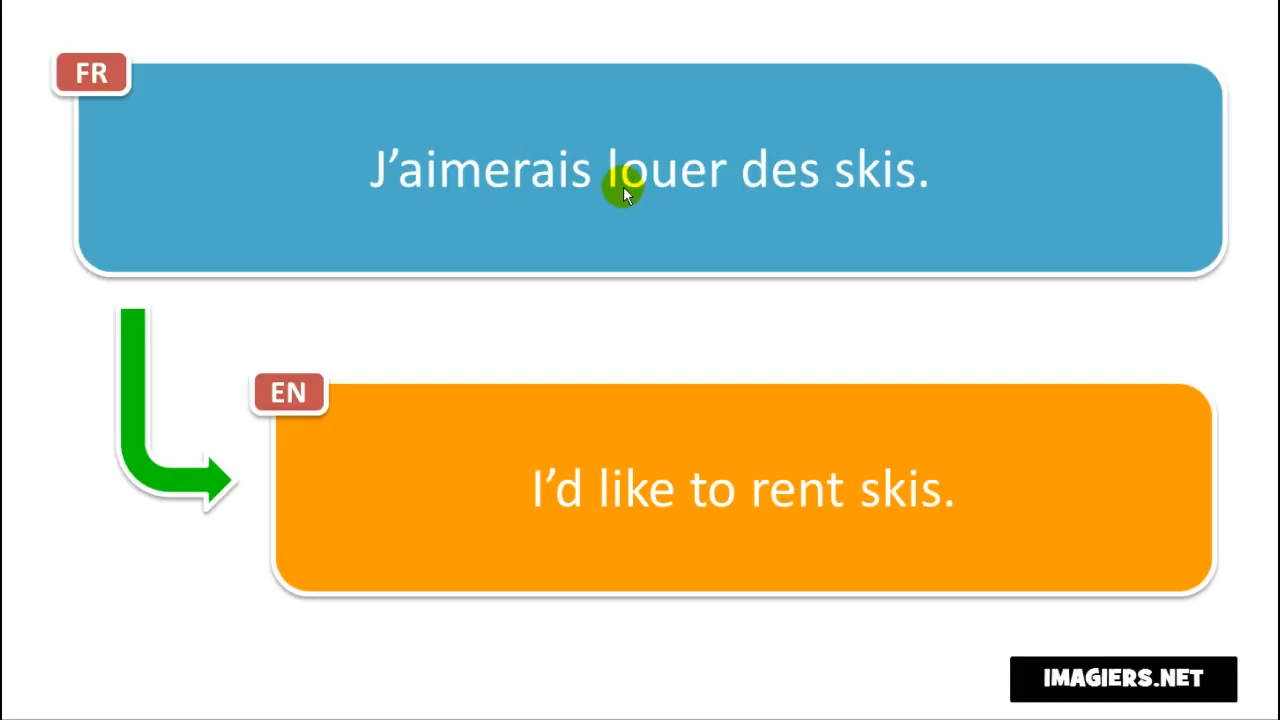 FR
J’aimerais louer des skis.
EN
I’d like to rent skis.
IMAGIERS.NET